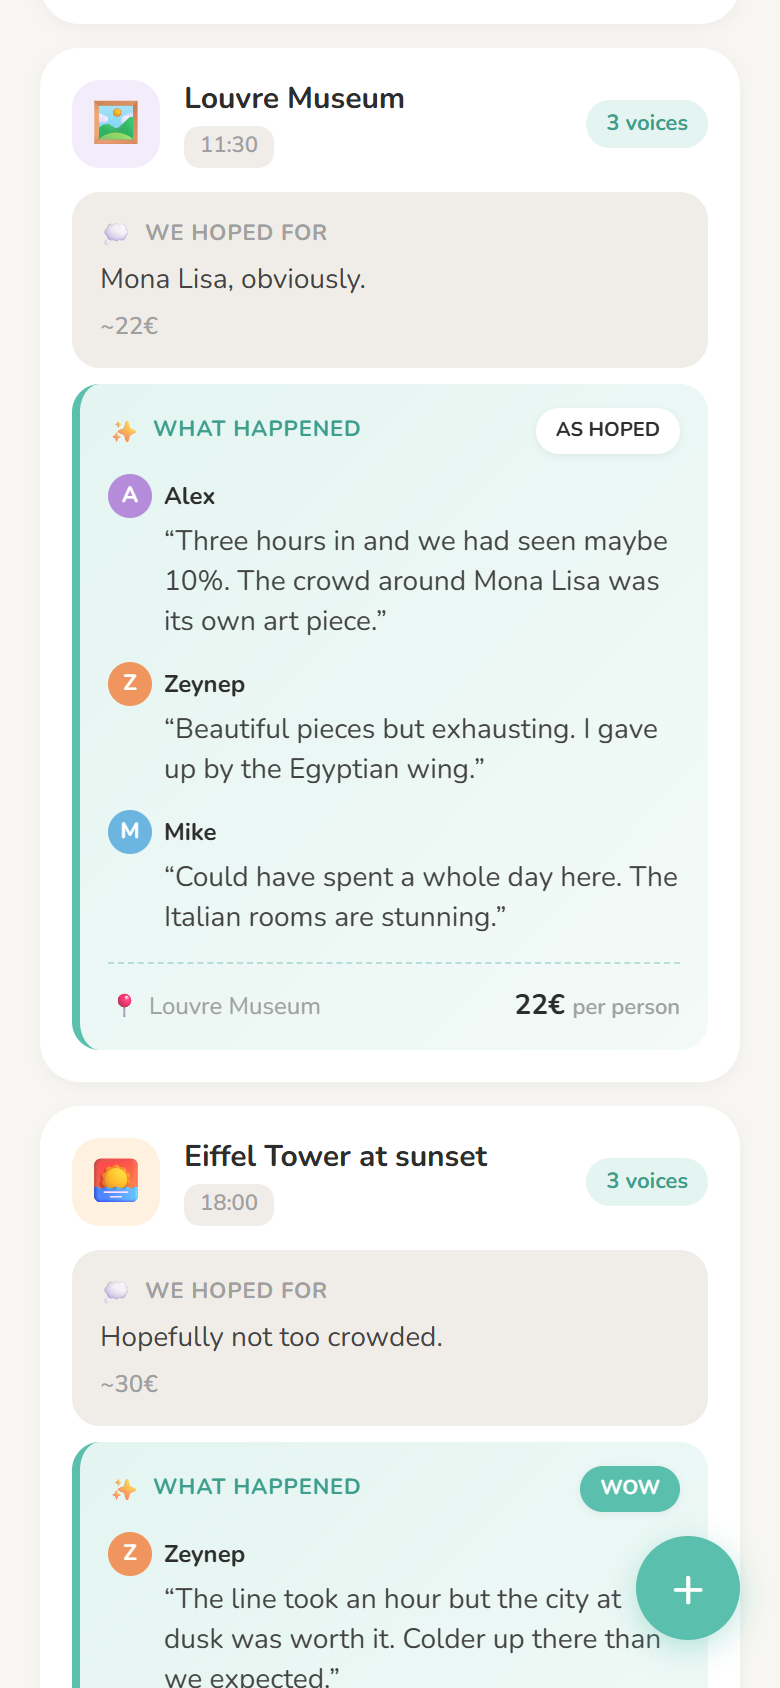 Louvre Museum
11:30
3 voices
WE HOPED FOR
Mona Lisa, obviously.
~22€
WHAT HAPPENED
AS HOPED
A
Alex
“Three hours in and we had seen maybe
10%. The crowd around Mona Lisa was
its own art piece.”
Z
Zeynep
“Beautiful pieces but exhausting. I gave
up by the Egyptian wing.”
M
Mike
“Could have spent a whole day here. The
Italian rooms are stunning.”
Louvre Museum
22€ per person
Eiffel Tower at sunset
18:00
3 voices
WE HOPED FOR
Hopefully not too crowded.
~30€
WHAT HAPPENED
WOW
Z
Zeynep
“The line took an hour but the city at
dusk was worth it. Colder up there than
we expected.”
+